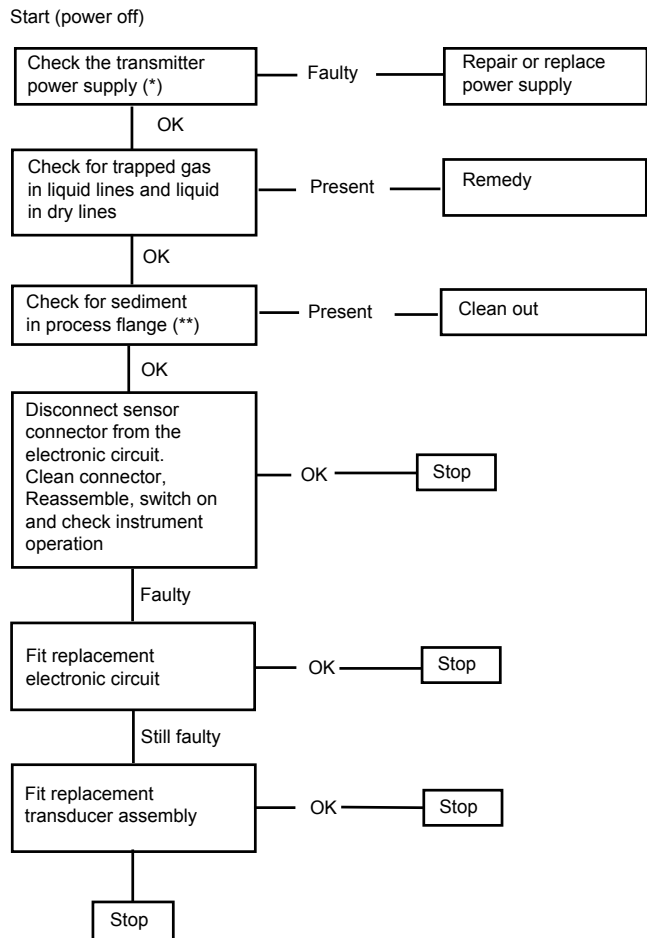 Start (power off)
Check the transmitter
power supply (*)
Faulty
Repair or replace
power supply
OK
Check for trapped gas
in liquid lines and liquid
in dry lines
Present
Remedy
OK
Check for sediment
in process flange (**)
Present
Clean out
OK
Disconnect sensor
connector from the
electronic circuit.
Clean connector,
Reassemble, switch on
and check instrument
operation
OK
Stop
Faulty
Fit replacement
electronic circuit
OK
Stop
Still faulty
Fit replacement
transducer assembly
OK
Stop
Stop